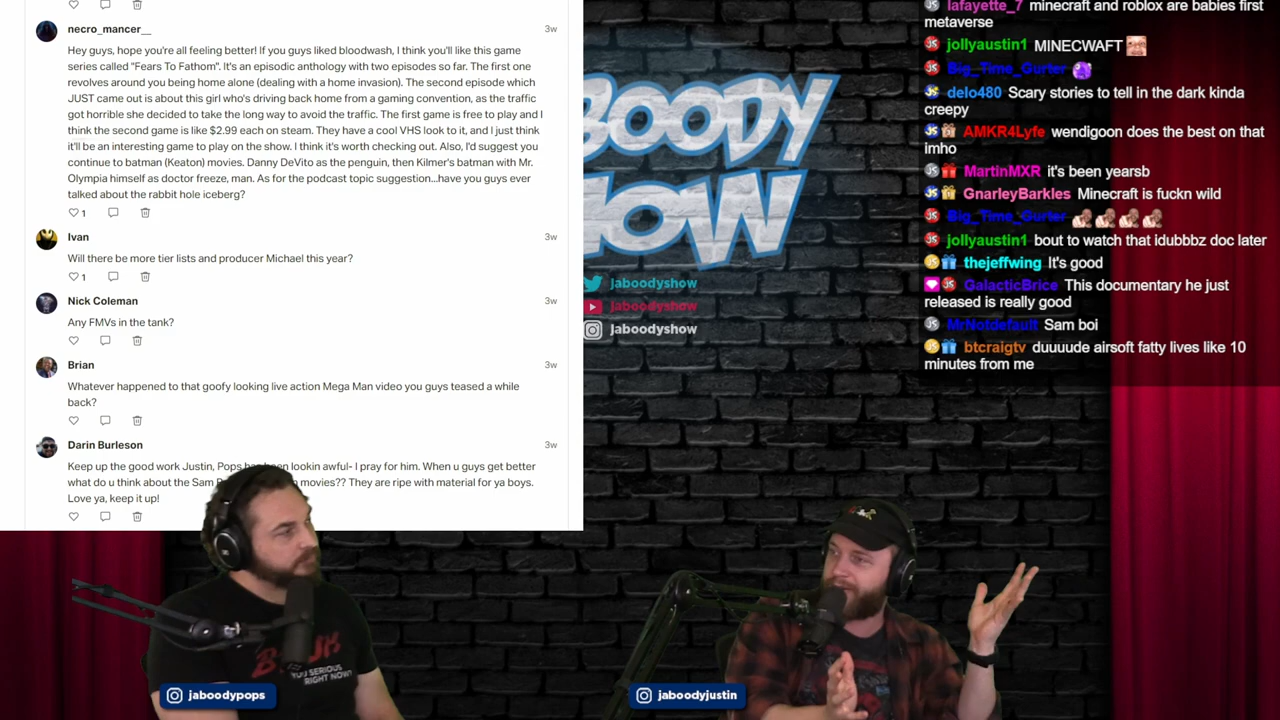 necro_mancer__
3w
Hey guys, hope you're all feeling better! If you guys liked bloodwash, I think you'll like this game
series called "Fears To Fathom". It's an episodic anthology with two episodes so far. The first one
revolves around you being home alone (dealing with a home invasion). The second episode which
JUST came out is about this girl who's driving back home from a gaming convention, as the traffic
got horrible she decided to take the long way to avoid the traffic. The first game is free to play and I
think the second game is like $2.99 each on steam. They have a cool VHS look to it, and I just think
it'll be an interesting game to play on the show. I think it's worth checking out. Also, I'd suggest you
continue to batman (Keaton) movies. Danny DeVito as the penguin, then Kilmer's batman with Mr.
Olympia himself as doctor freeze, man. As for the podcast topic suggestion...have you guys ever
talked about the rabbit hole iceberg?
1
Ivan
3w
Will there be more tier lists and producer Michael this year?
1
Nick Coleman
3w
Any FMVs in the tank?
Brian
3w
Whatever happened to that goofy looking live action Mega Man video you guys teased a while
back?
Darin Burleson
3w
Keep up the good work Justin, Pops has been lookin awful- I pray for him. When u guys get better
what do u think about the Sam movies?? They are ripe with material for ya boys.
Love ya, keep it up!
BOODY
SHOW
jaboodyshow
jaboodyshow
jaboodyshow
lafayette_7 minecraft and roblox are babies first
metaverse
jollyaustin1 MINECWAFT
Big_Time_Gurter
delo480 Scary stories to tell in the dark kinda
creepy
AMKR4Lyfe wendigoon does the best on that
imho
MartinMXR it's been yearsb
GnarleyBarkles Minecraft is fuckn wild
Big_Time_Gurter
jollyaustin1 bout to watch that idubbbz doc later
thejeffwing It's good
GalacticBrice This documentary he just
released is really good
MrNotdefault Sam boi
btcraigtv duuuude airsoft fatty lives like 10
minutes from me
YOU SERIOUS
RIGHT NOW?
jaboodypops
jaboodyjustin